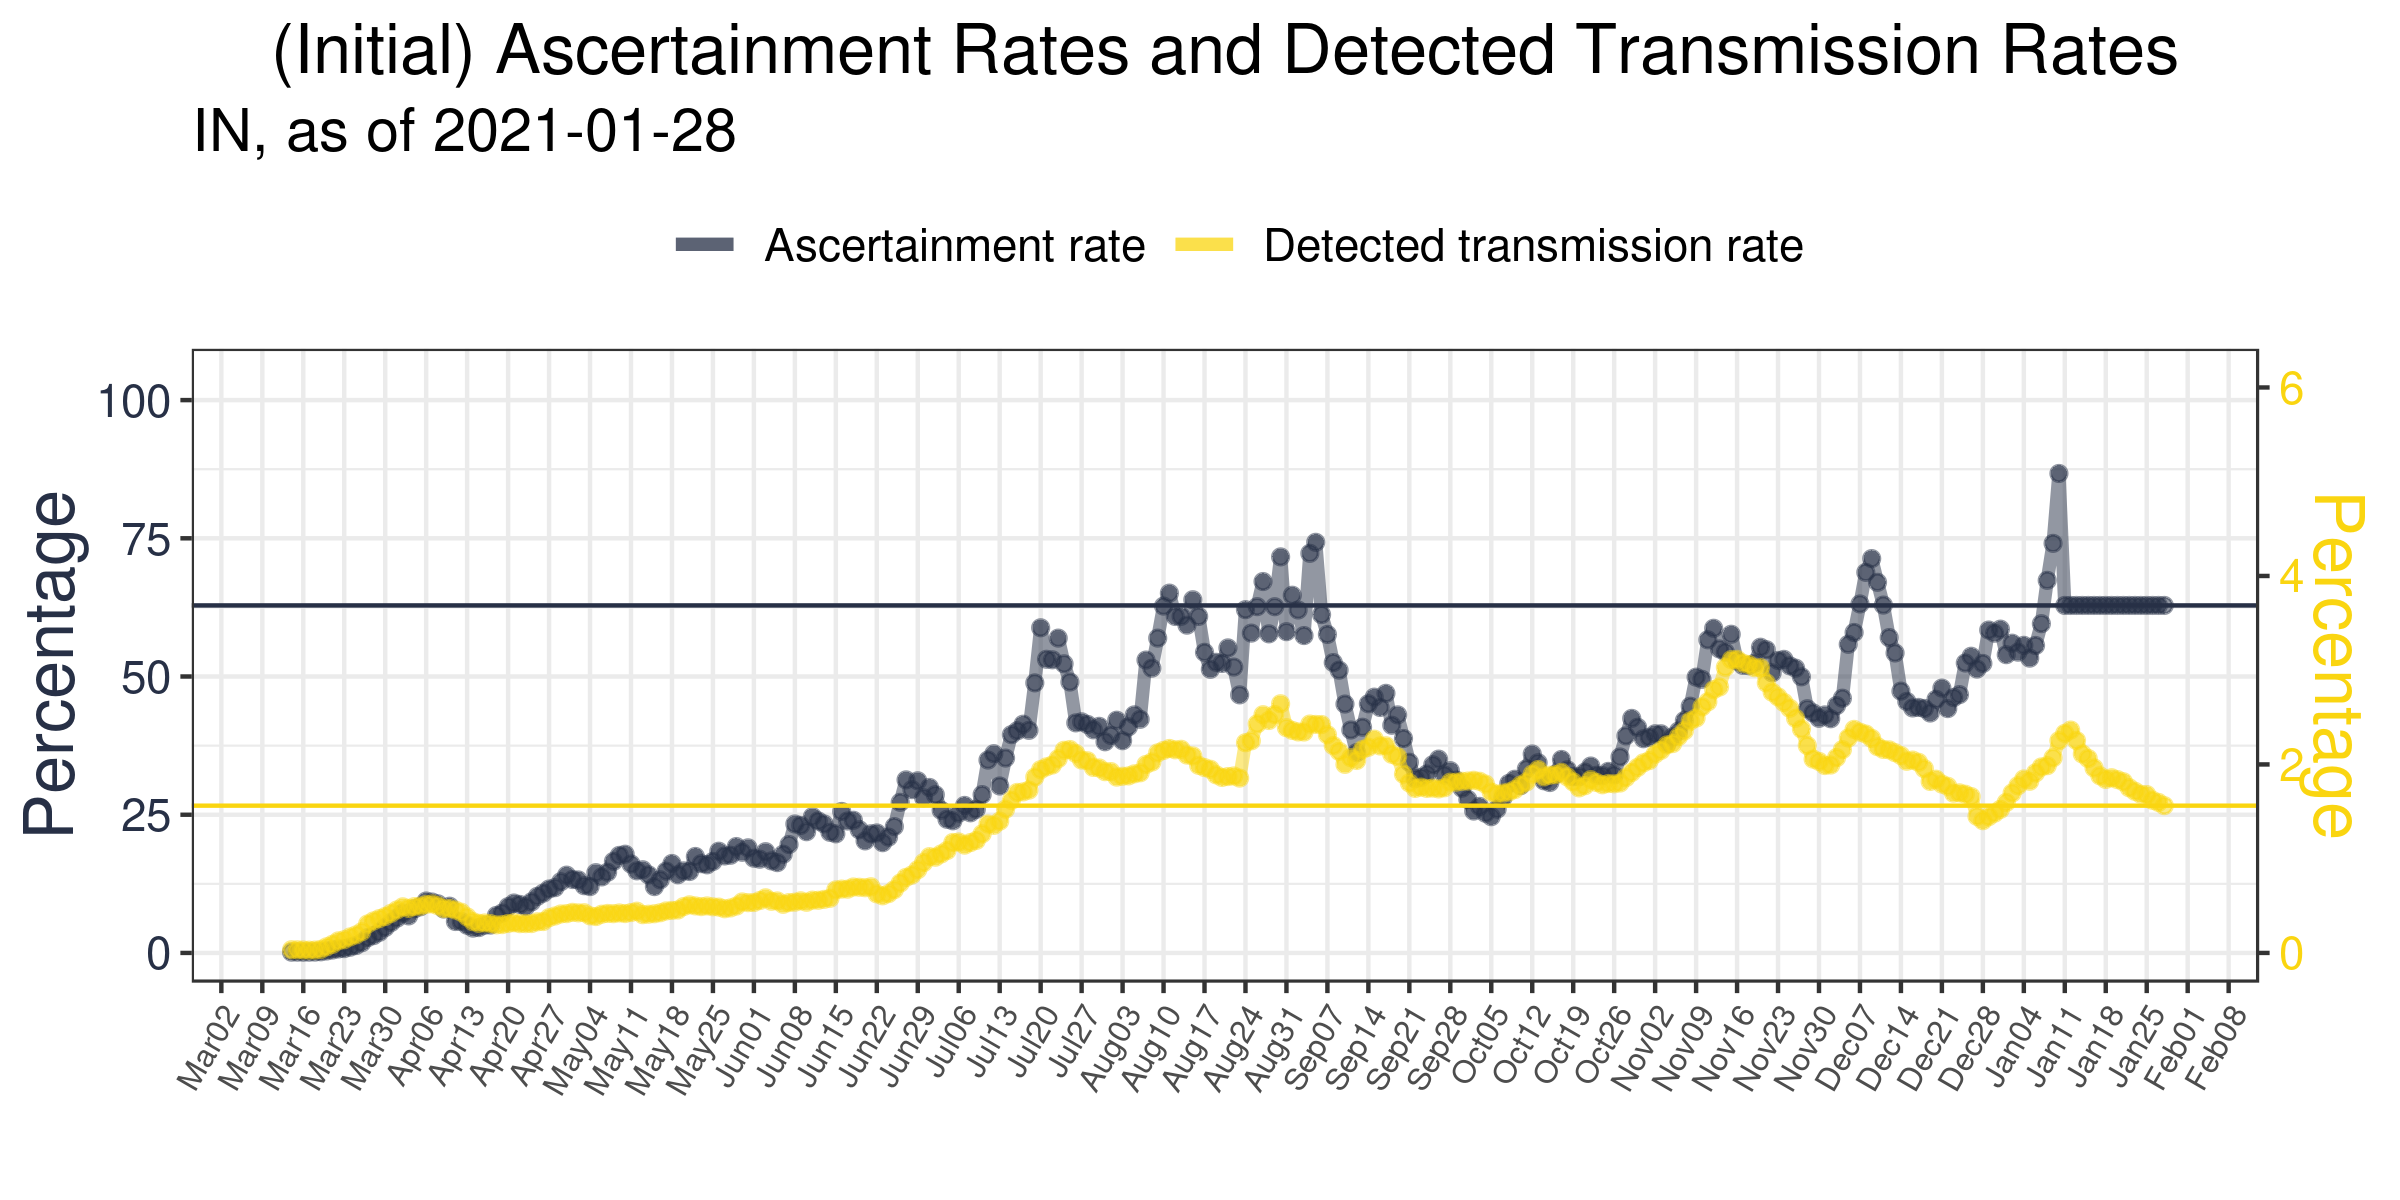 (Initial) Ascertainment Rates and Detected Transmission Rates
IN, as of 2021-01-28
Ascertainment rate
Detected transmission rate
Percentage
100
75
50
25
0
6
4
2
0
Percentage
Mar02
Mar09
Mar16
Mar23
Mar30
Apr06
Apr13
Apr20
Apr27
May04
May11
May18
May25
Jun01
Jun08
Jun15
Jun22
Jun29
Jul06
Jul13
Jul20
Jul27
Aug03
Aug10
Aug17
Aug24
Aug31
Sep07
Sep14
Sep21
Sep28
Oct05
Oct12
Oct19
Oct26
Nov02
Nov09
Nov16
Nov23
Nov30
Dec07
Dec14
Dec21
Dec28
Jan04
Jan11
Jan18
Jan25
Feb01
Feb08